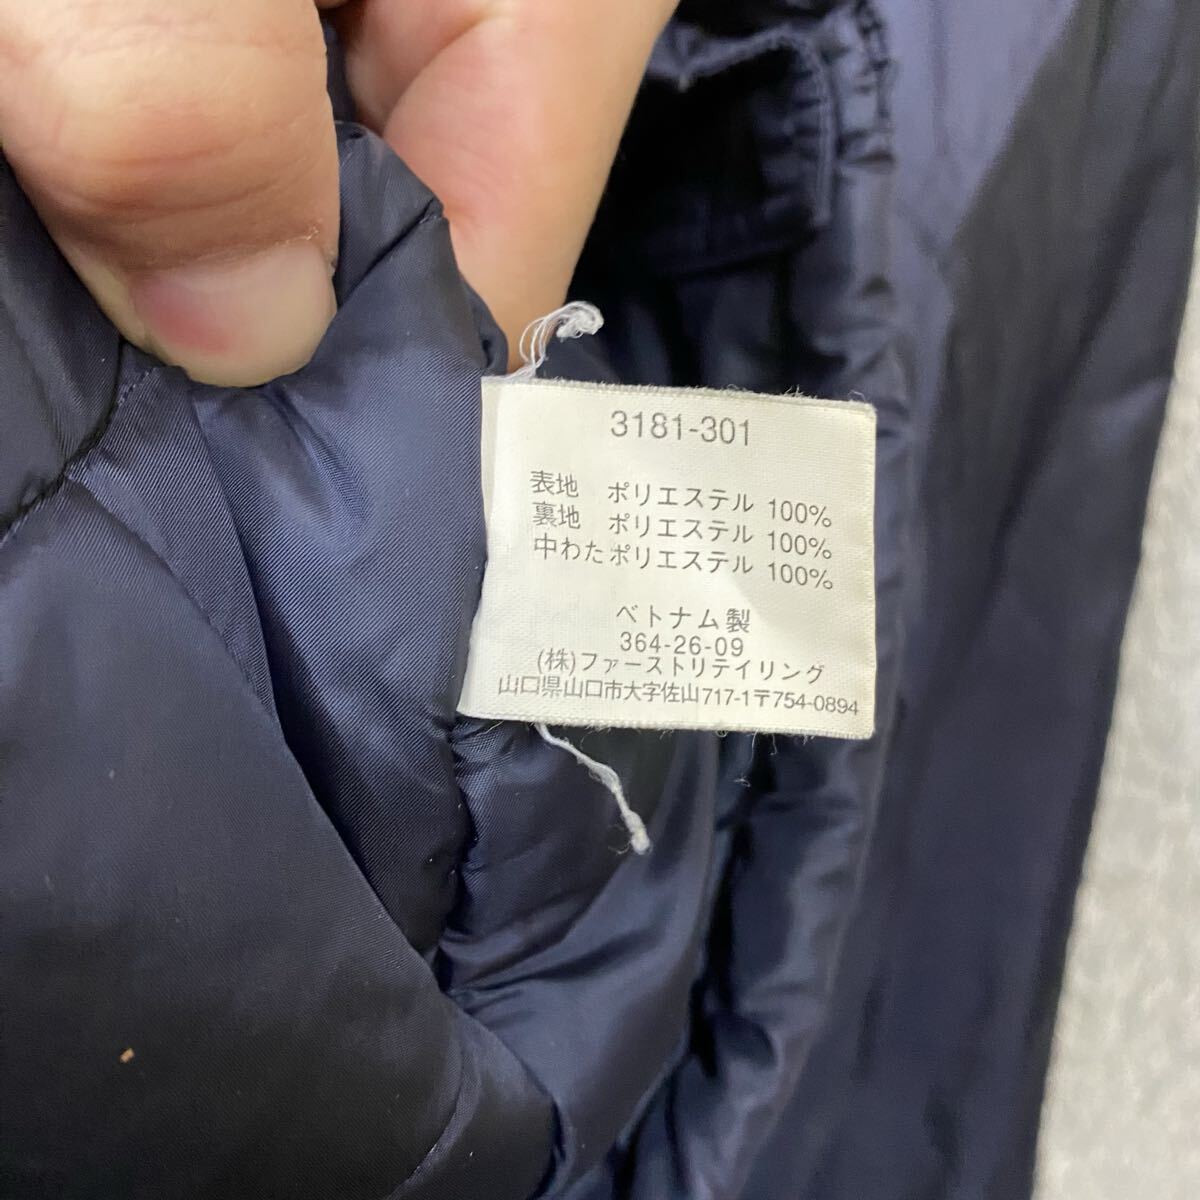 3181-301
表地 ポリエステル 100%
裏地 ポリエステル 100%
中わた ポリエステル 100%
ベトナム製
364-26-09
(株)ファーストリテイリング
山口県山口市大字佐山717-1〒754-0894